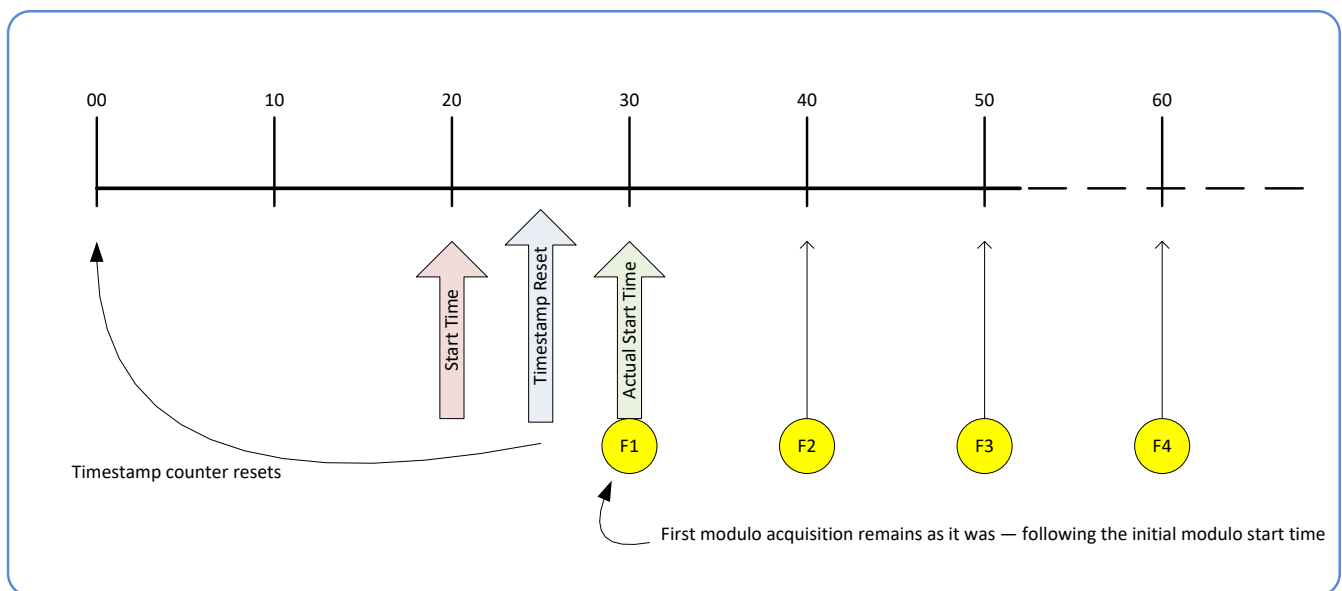 00 10 20 30 40 50 60
Start Time
Timestamp Reset
Actual Start Time
F1 F2 F3 F4
Timestamp counter resets
First modulo acquisition remains as it was — following the initial modulo start time